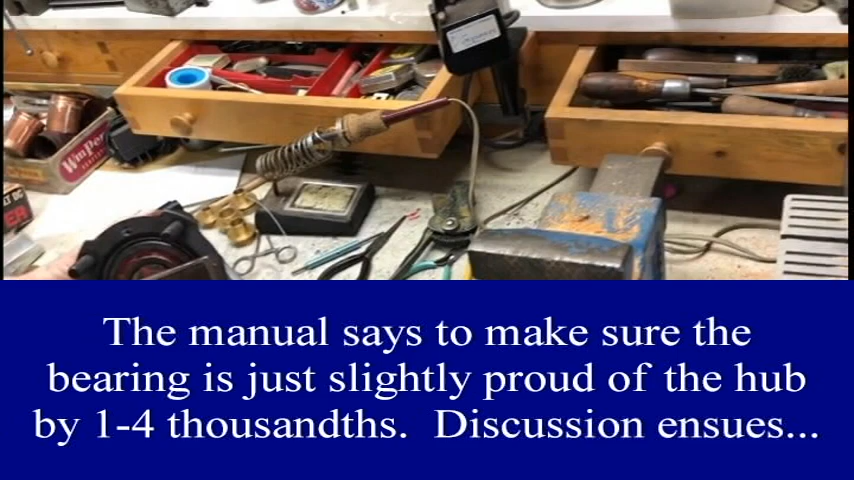 The manual says to make sure the
bearing is just slightly proud of the hub
by 1-4 thousandths.  Discussion ensues...